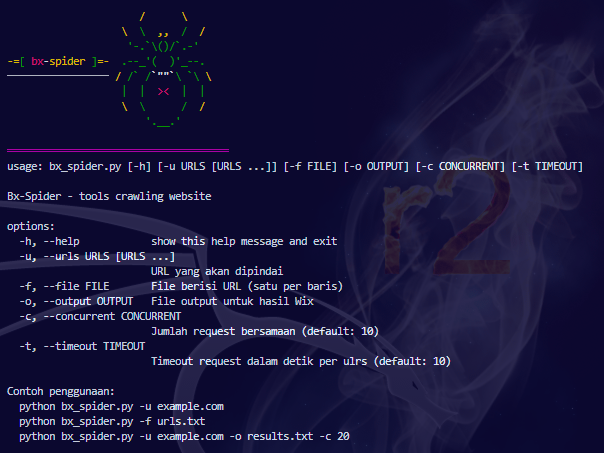 -=[ bx-spider ]=-
usage: bx_spider.py [-h] [-u URLS [URLS ...]] [-f FILE] [-o OUTPUT] [-c CONCURRENT] [-t TIMEOUT]
Bx-Spider - tools crawling website
r2
options:
-h, --help show this help message and exit
-u, --urls URLS [URLS ...]
URL yang akan dipindai
-f, --file FILE File berisi URL (satu per baris)
-o, --output OUTPUT File output untuk hasil Wix
-c, --concurrent CONCURRENT
Jumlah request bersamaan (default: 10)
-t, --timeout TIMEOUT
Timeout request dalam detik per ulrs (default: 10)
Contoh penggunaan:
python bx_spider.py -u example.com
python bx_spider.py -f urls.txt
python bx_spider.py -u example.com -o results.txt -c 20